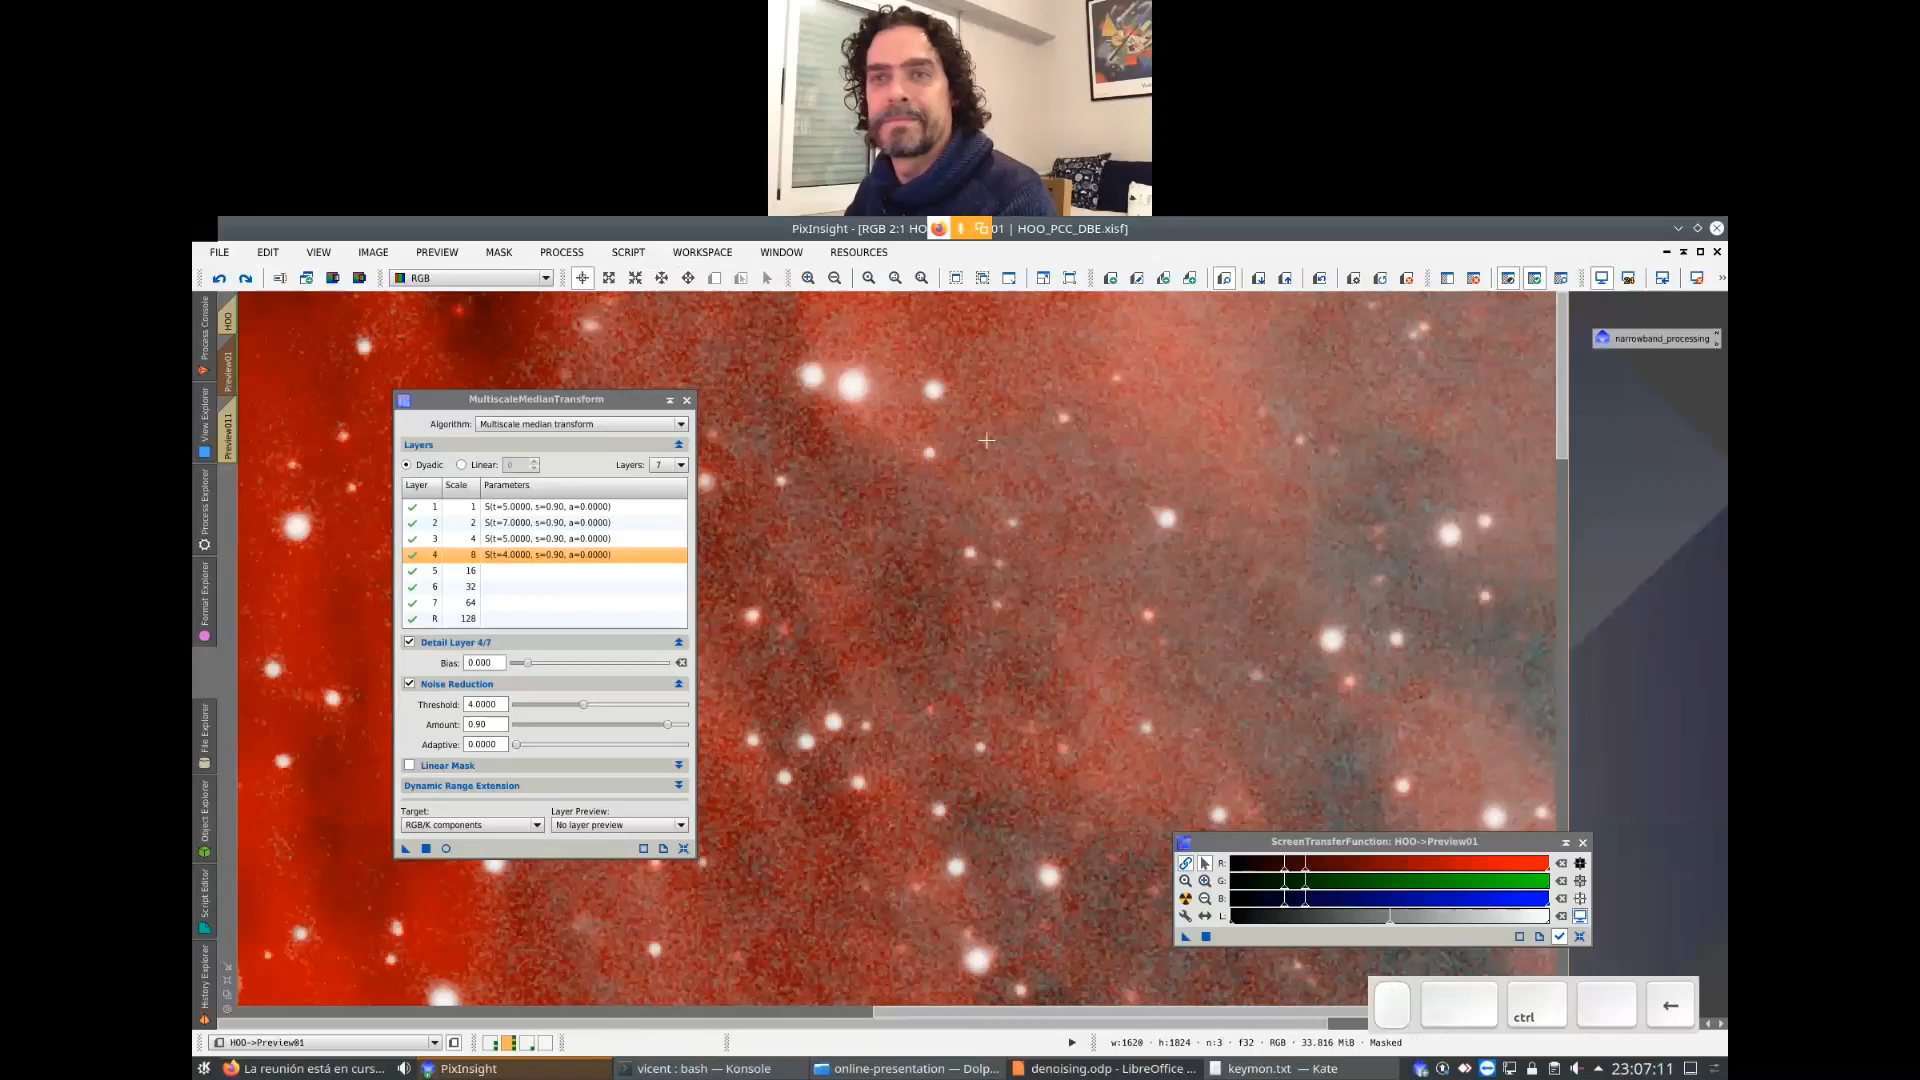 PixInsight - [RGB 2:1 HO
01 | HOO_PCC_DBE.xisf]
FILE EDIT VIEW IMAGE PREVIEW MASK PROCESS SCRIPT WORKSPACE WINDOW RESOURCES
RGB
Process Console
View Explorer
Process Explorer
Format Explorer
File Explorer
Object Explorer
Script Editor
History Explorer
HOO
Preview01
Preview011
narrowband_processing
MultiscaleMedianTransform
Algorithm: Multiscale median transform
Layers
Dyadic Linear: 0 Layers: 7
Layer Scale Parameters
1 1 S(t=5.0000, s=0.90, a=0.0000)
2 2 S(t=7.0000, s=0.90, a=0.0000)
3 4 S(t=5.0000, s=0.90, a=0.0000)
4 8 S(t=4.0000, s=0.90, a=0.0000)
5 16
6 32
7 64
R 128
Detail Layer 4/7
Bias: 0.000
Noise Reduction
Threshold: 4.0000
Amount: 0.90
Adaptive: 0.0000
Linear Mask
Dynamic Range Extension
Target: Layer Preview:
RGB/K components No layer preview
ScreenTransferFunction: HOO->Preview01
R:
G:
B:
L:
ctrl
←
HOO->Preview01
w:1620 · h:1824 · n:3 · f32 · RGB · 33.816 MiB · Masked
La reunión está en curs... PixInsight vicent : bash — Konsole online-presentation — Dolp... denoising.odp - LibreOffice ... keymon.txt — Kate 23:07:11